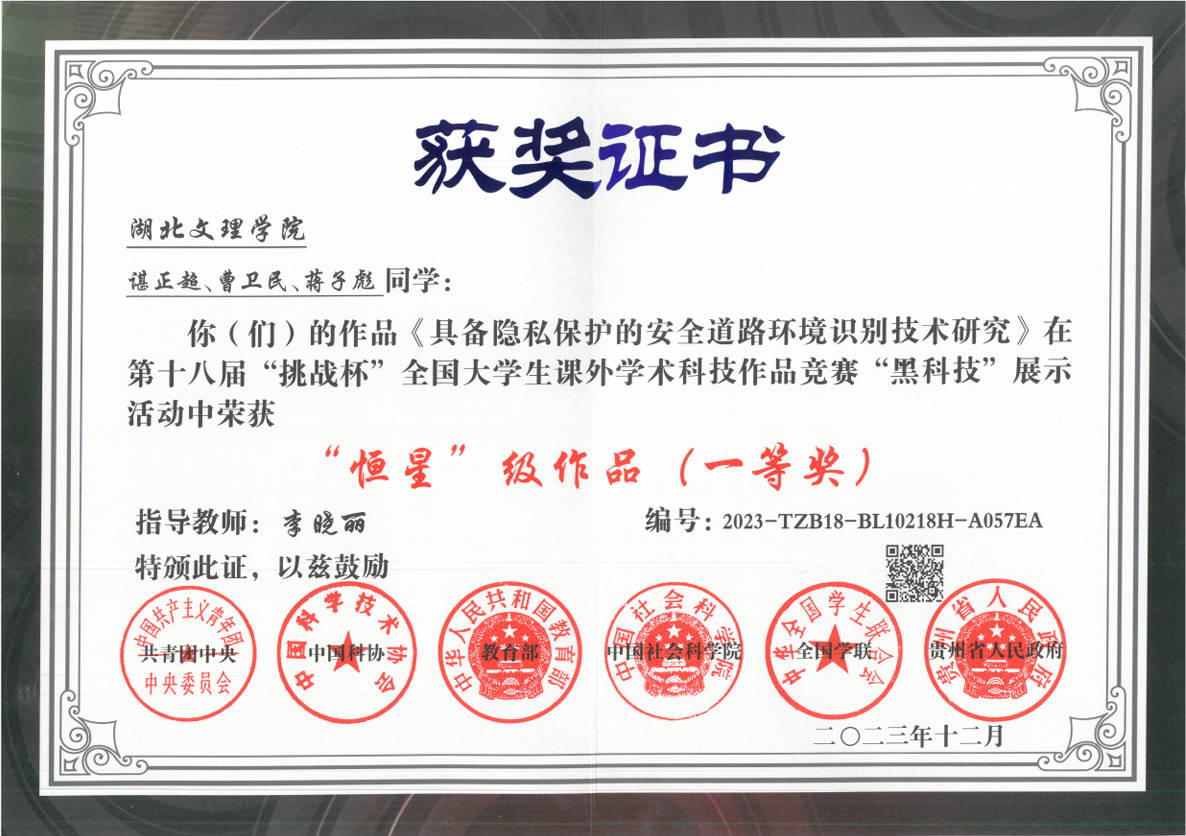 获奖证书
湖北文理学院
谌正超、曹卫民、蒋子彪 同学：
你（们）的作品《具备隐私保护的安全道路环境识别技术研究》在
第十八届“挑战杯”全国大学生课外学术科技作品竞赛“黑科技”展示
活动中荣获
“恒星”级作品（一等奖）
指导教师：李晓丽
编号：2023-TZB18-BL10218H-A057EA
特颁此证，以兹鼓励
中国共产主义青年团
中央委员会
共青团中央
中国科学技术协会
中国科协
中华人民共和国教育部
教育部
中国社会科学院
中国社会科学院
中华全国学生联合会
全国学联
贵州省人民政府
贵州省人民政府
二〇二三年十二月